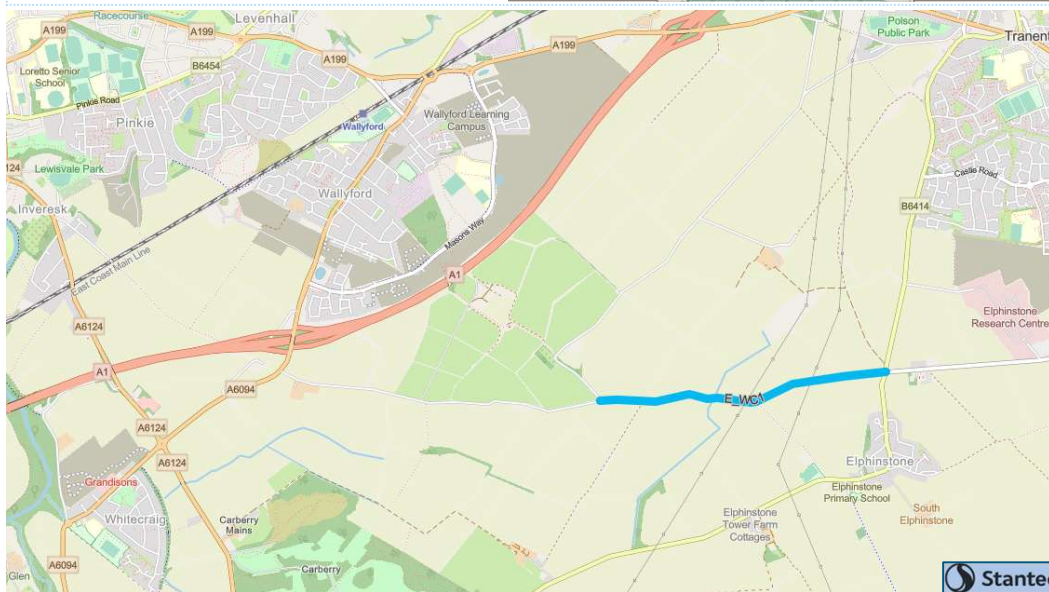 Racecourse
Levenhall
A199
A199
A199
A199
B6454
Polson
Public Park
Tranent
Loretto Senior
School
Pinkie Road
Pinkie
Wallyford
Wallyford Learning
Campus
Lewisvale Park
Inveresk
Wallyford
Masons Way
Castle Road
B6414
East Coast Main Line
A1
Elphinstone
Research Centre
A6124
A1
A6094
E_WC1
A6124
A6124
Grandisons
Whitecraig
Carberry
Mains
Elphinstone
Elphinstone
Primary School
South
Elphinstone
Elphinstone
Tower Farm
Cottages
A6094
Glen
Carberry